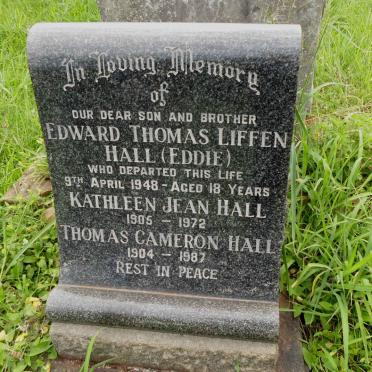 In Loving Memory
of
OUR DEAR SON AND BROTHER
EDWARD THOMAS LIFFEN
HALL (EDDIE)
WHO DEPARTED THIS LIFE
9TH APRIL 1948 - AGED 18 YEARS
KATHLEEN JEAN HALL
1905 - 1972
THOMAS CAMERON HALL
1904 - 1987
REST IN PEACE